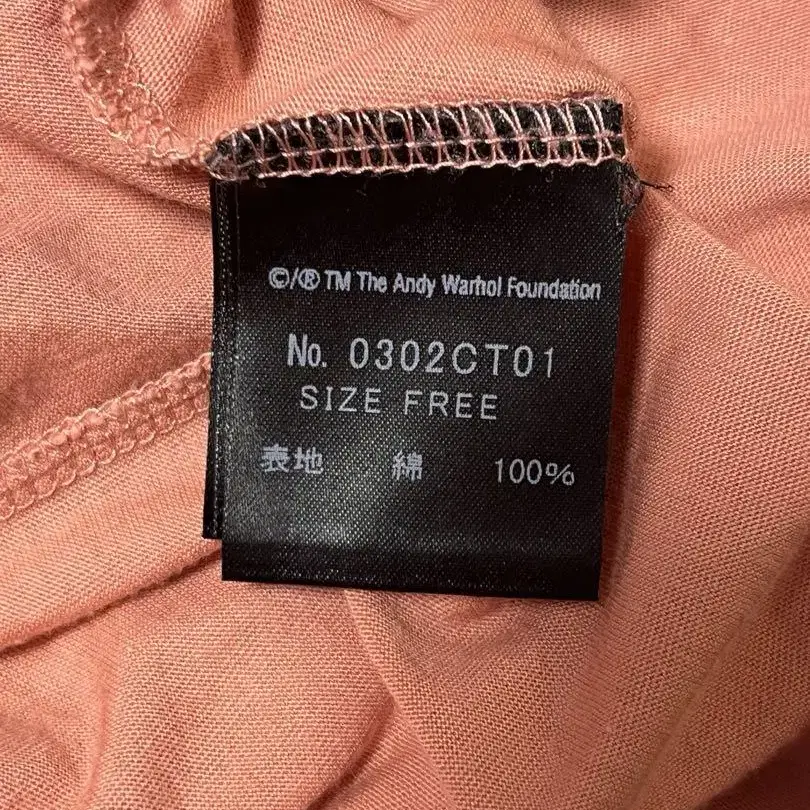 ©/® TM The Andy Warhol Foundation
No. 0302CT01
SIZE FREE
表地 綿 100%